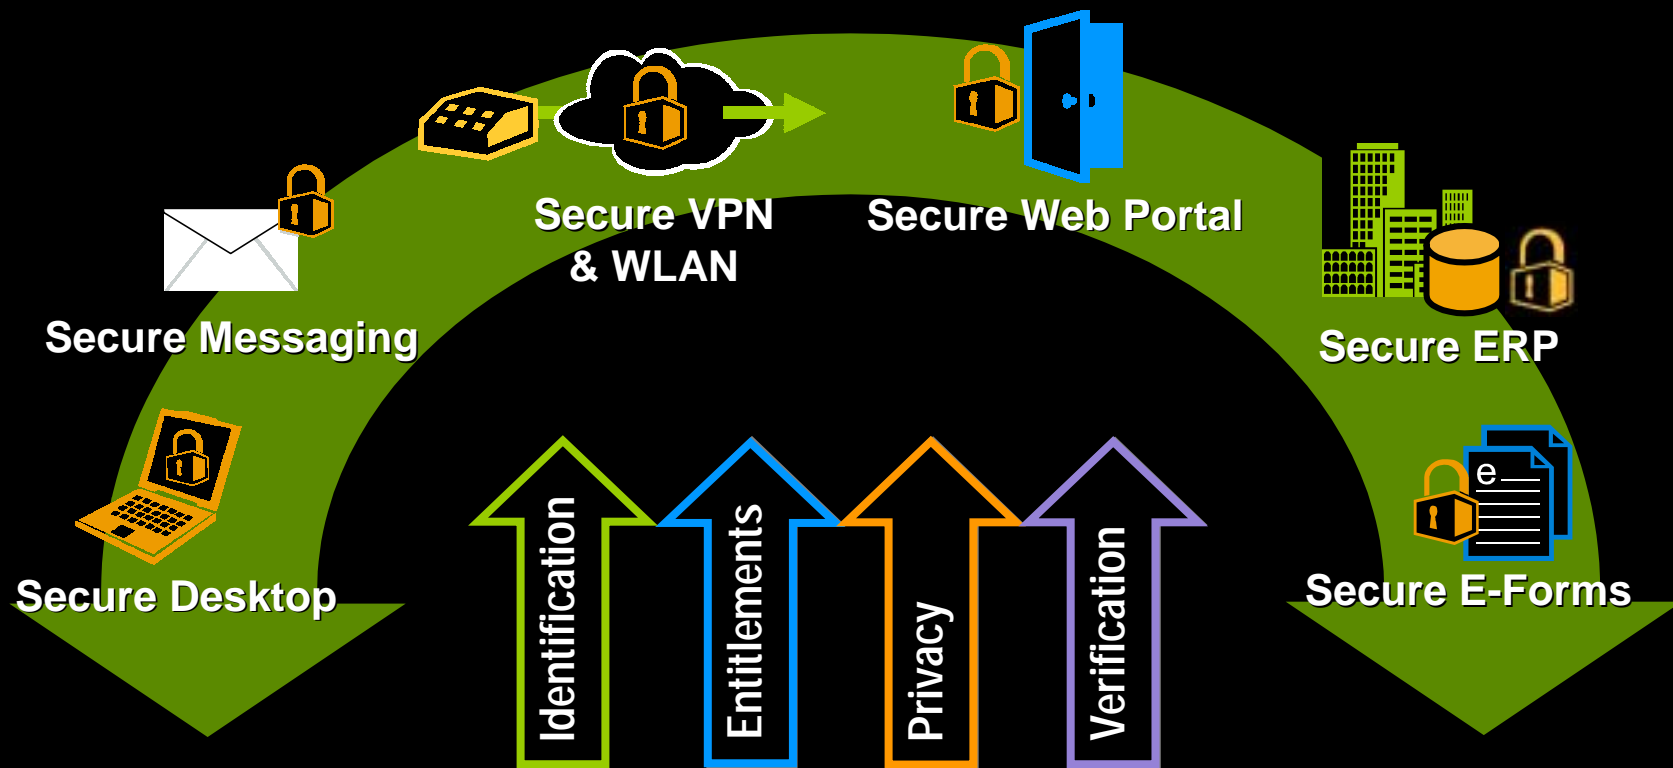 Secure VPN
& WLAN
Secure Web Portal
Secure Messaging
Secure ERP
e
Secure Desktop
Secure E-Forms
Identification
Entitlements
Privacy
Verification